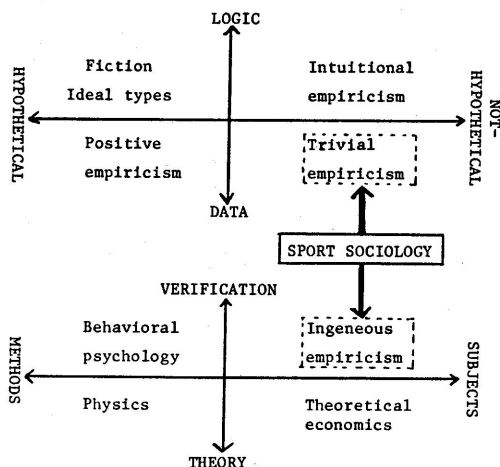 LOGIC
Fiction
Ideal types
Intuitional
empiricism
HYPOTHETICAL
NOT-
HYPOTHETICAL
Positive
empiricism
Trivial
empiricism
DATA
SPORT SOCIOLOGY
VERIFICATION
Behavioral
psychology
Ingeneous
empiricism
METHODS
SUBJECTS
Physics
Theoretical
economics
THEORY